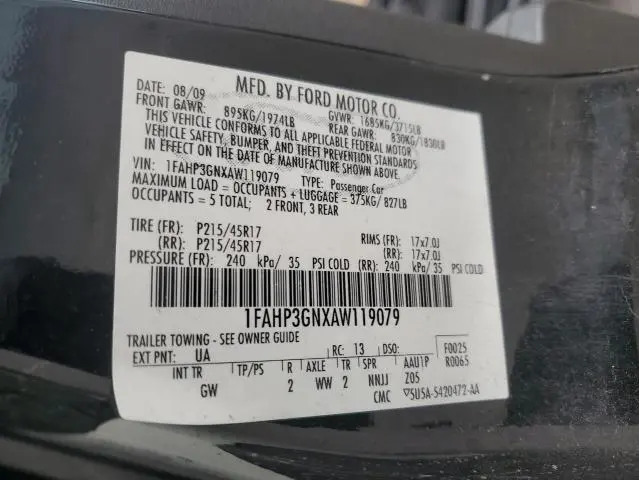 MFD. BY FORD MOTOR CO.
DATE: 08/09 GVWR: 1685KG/3715LB
FRONT GAWR: 895KG/1974LB REAR GAWR: 830KG/1830LB
THIS VEHICLE CONFORMS TO ALL APPLICABLE FEDERAL MOTOR
VEHICLE SAFETY, BUMPER, AND THEFT PREVENTION STANDARDS
IN EFFECT ON THE DATE OF MANUFACTURE SHOWN ABOVE.
VIN: 1FAHP3GNXAW119079 TYPE: Passenger Car
MAXIMUM LOAD = OCCUPANTS + LUGGAGE = 375KG/ 827LB
OCCUPANTS = 5 TOTAL; 2 FRONT, 3 REAR
TIRE (FR): P215/45R17 RIMS (FR): 17x7.0J
(RR): P215/45R17 (RR): 17x7.0J
PRESSURE (FR): 240 kPa/ 35 PSI COLD (RR): 240 kPa/ 35 PSI COLD
1FAHP3GNXAW119079
TRAILER TOWING - SEE OWNER GUIDE
EXT PNT: UA RC: 13 DSO: F0025
INT TR TP/PS R AXLE TR SPR AAU1P R0065
GW 2 WW 2 NNJJ Z05
CMC ▽5U5A-5420472-AA